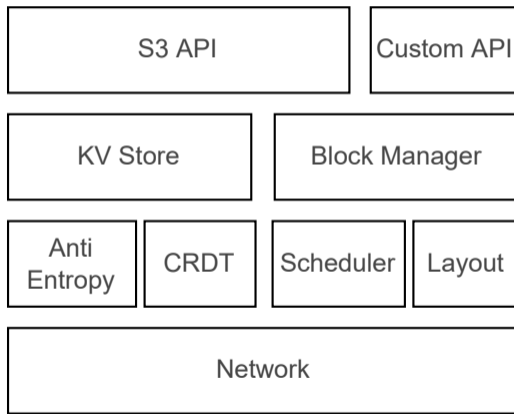 S3 API
Custom API
KV Store
Block Manager
Anti
Entropy
CRDT
Scheduler
Layout
Network